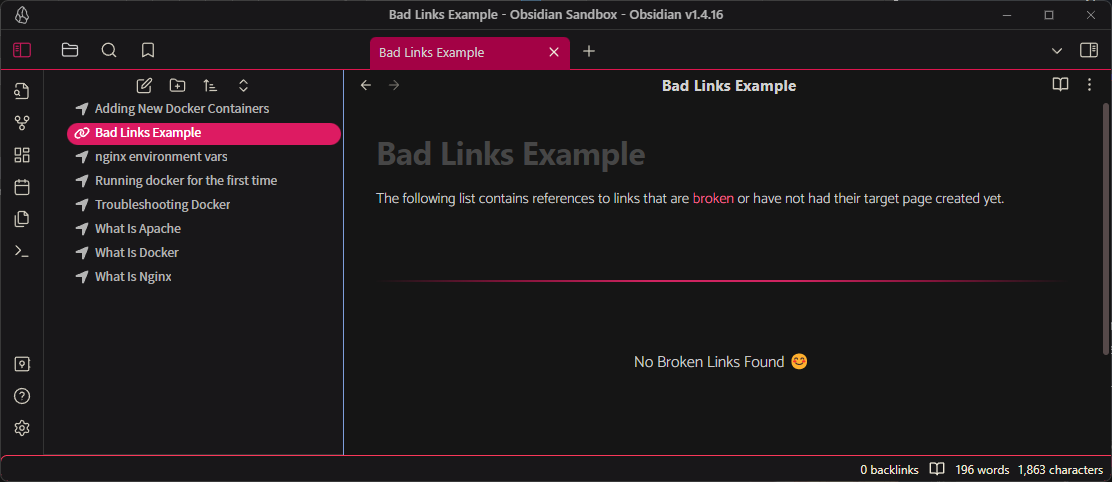 Bad Links Example - Obsidian Sandbox - Obsidian v1.4.16
Bad Links Example
Bad Links Example
Adding New Docker Containers
Bad Links Example
nginx environment vars
Running docker for the first time
Troubleshooting Docker
What Is Apache
What Is Docker
What Is Nginx
Bad Links Example
The following list contains references to links that are broken or have not had their target page created yet.
No Broken Links Found 😊
0 backlinks 196 words 1,863 characters